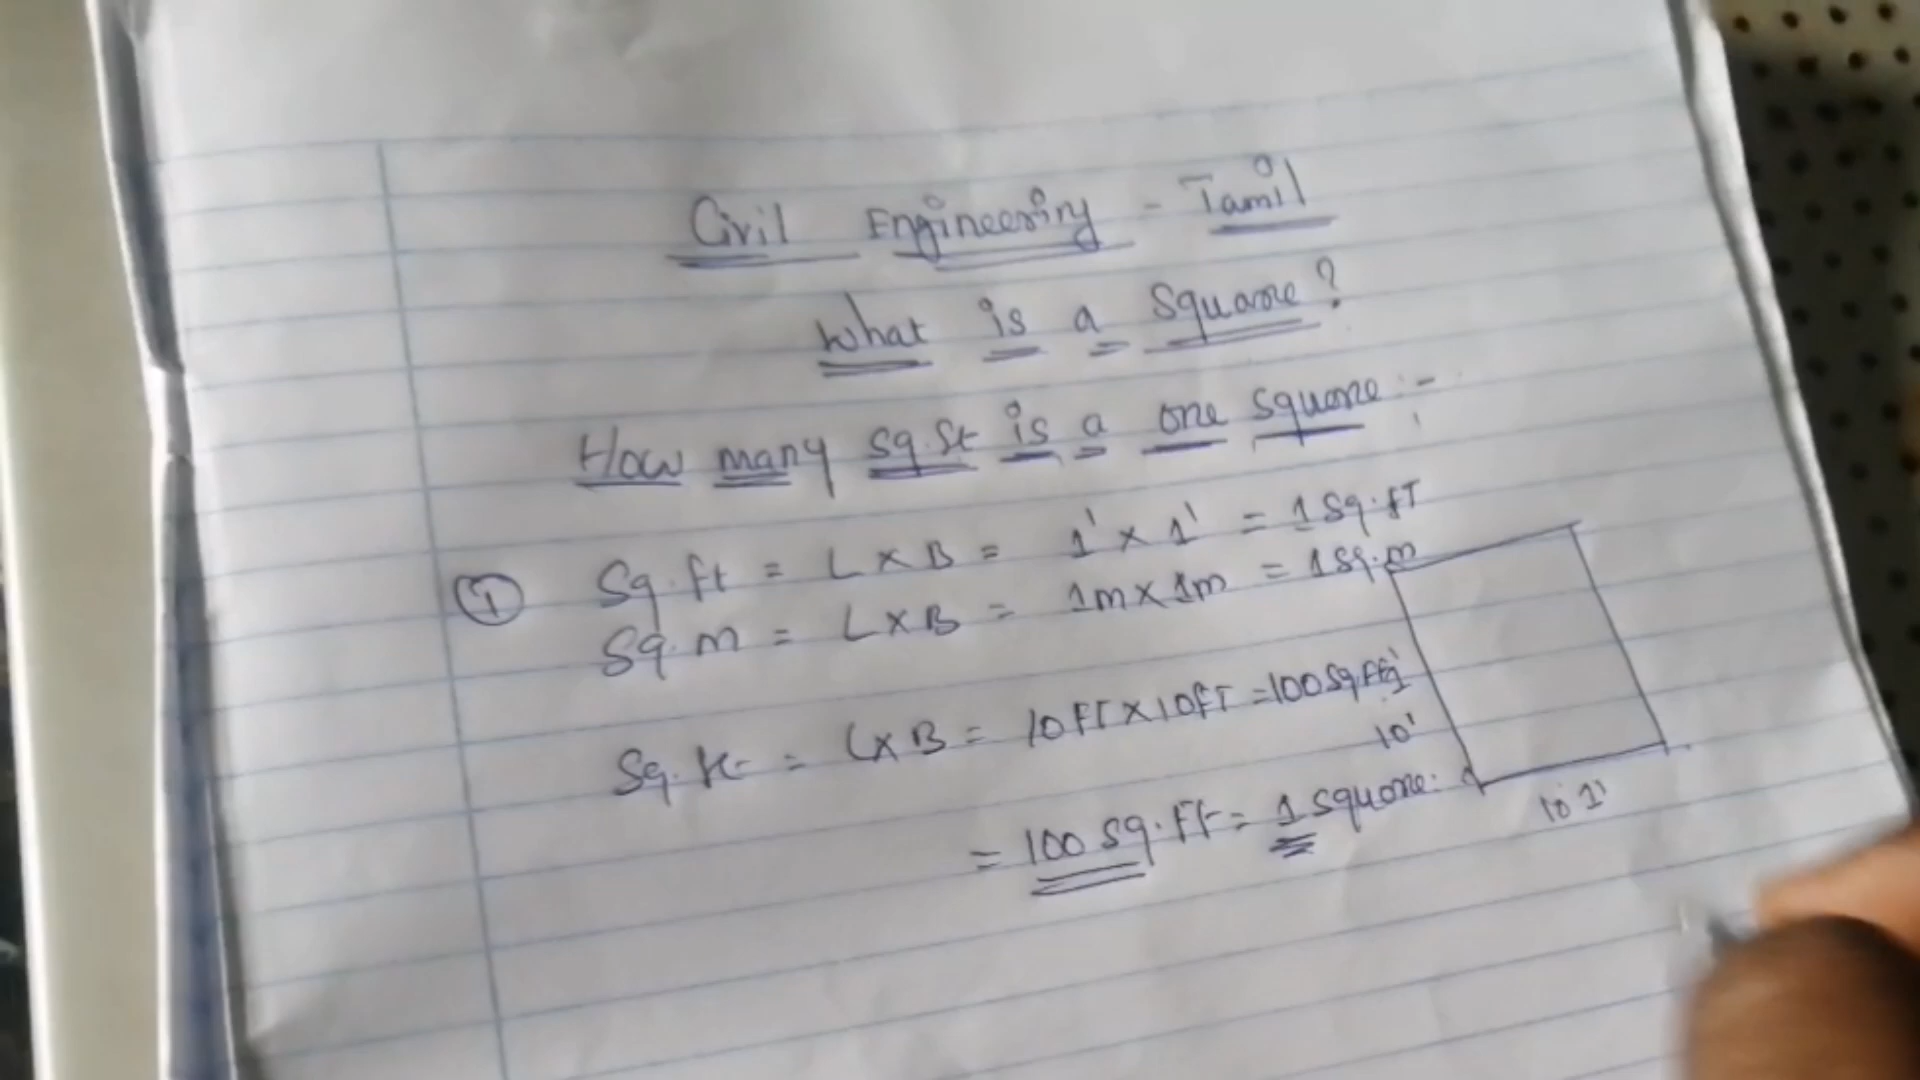 Civil Engineering - Tamil
What is a Square?
How many sq.ft is a one square :-
① Sq.ft = L X B = 1' x 1' = 1 Sq.FT
Sq.m = L X B = 1m x 1m = 1 Sq.m
Sq.ft = L X B = 10FT X 10FT = 100 Sq.Ft 1'
10'
= 100 Sq.Ft = 1 Square.
10 1'